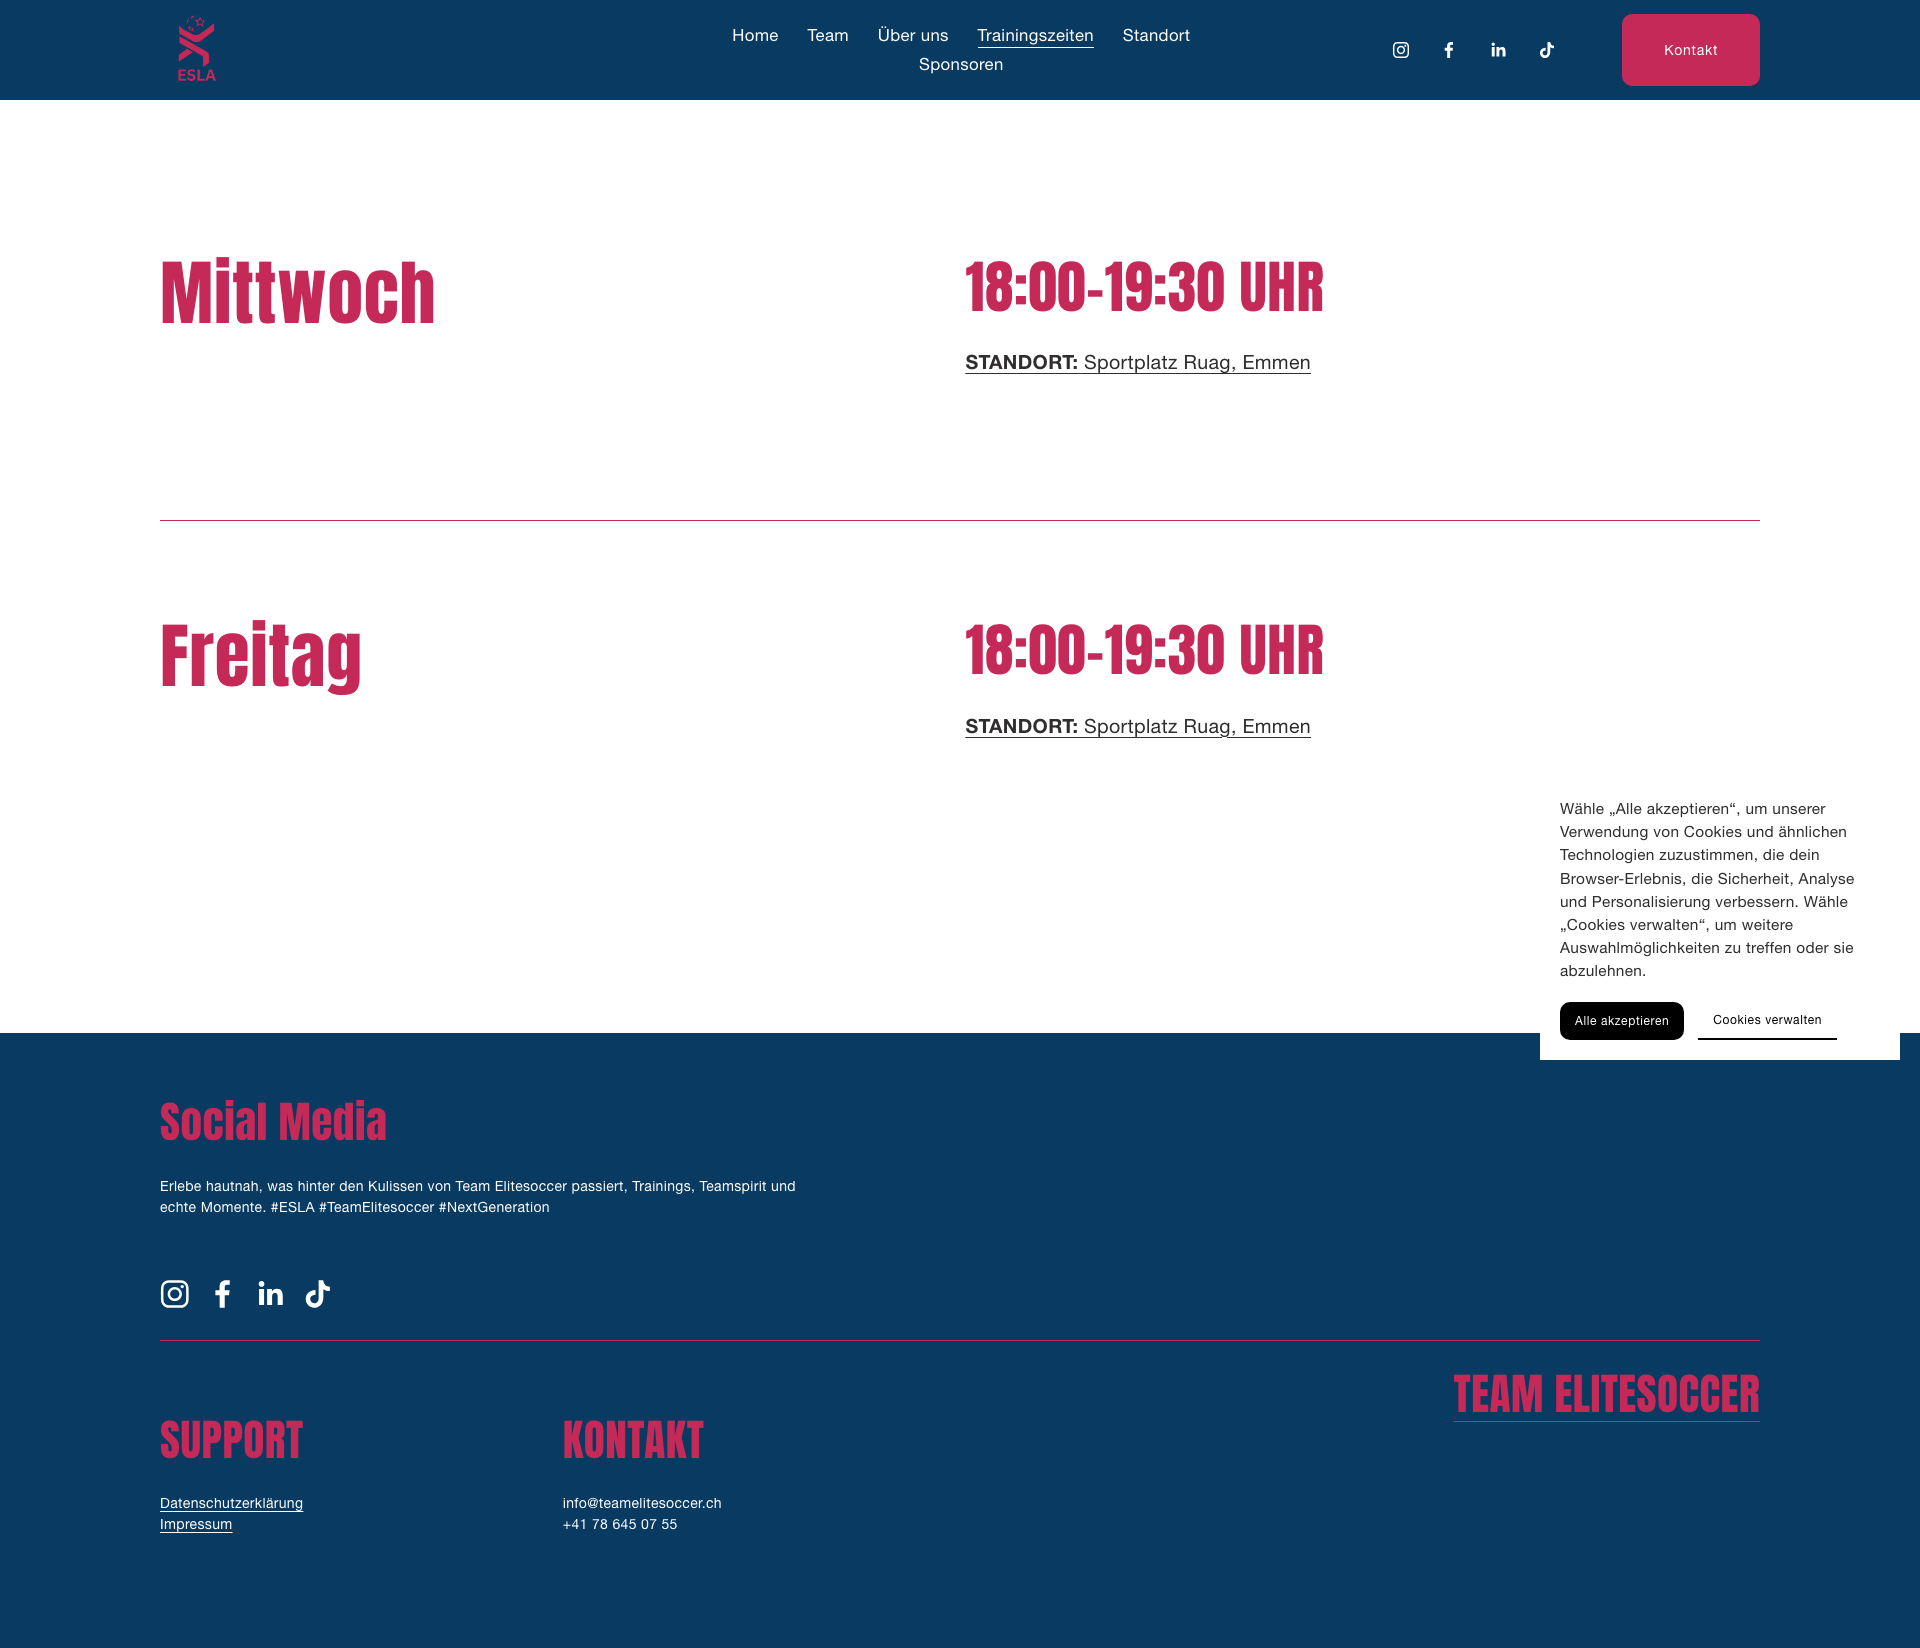 ESLA
Home Team Über uns Trainingszeiten Standort
Sponsoren
Kontakt
Mittwoch
18:00-19:30 UHR
STANDORT: Sportplatz Ruag, Emmen
Freitag
18:00-19:30 UHR
STANDORT: Sportplatz Ruag, Emmen
Wähle „Alle akzeptieren“, um unserer
Verwendung von Cookies und ähnlichen
Technologien zuzustimmen, die dein
Browser-Erlebnis, die Sicherheit, Analyse
und Personalisierung verbessern. Wähle
„Cookies verwalten“, um weitere
Auswahlmöglichkeiten zu treffen oder sie
abzulehnen.
Alle akzeptieren
Cookies verwalten
Social Media
Erlebe hautnah, was hinter den Kulissen von Team Elitesoccer passiert, Trainings, Teamspirit und
echte Momente. #ESLA #TeamElitesoccer #NextGeneration
TEAM ELITESOCCER
SUPPORT
Datenschutzerklärung
Impressum
KONTAKT
info@teamelitesoccer.ch
+41 78 645 07 55